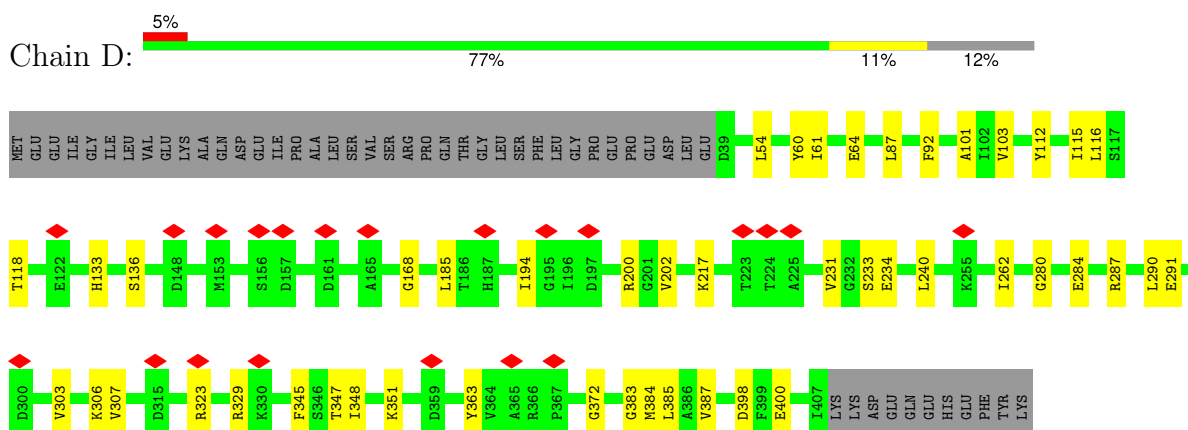 5%
Chain D:
77% 11% 12%
MET GLU GLU ILE GLY ILE LEU VAL GLU LYS ALA GLN ASP GLU ILE PRO ALA LEU SER VAL SER ARG PRO GLN THR GLY LEU SER PHE LEU GLY PRO GLU PRO GLU ASP LEU GLU D39 L54 Y60 I61 E64 L87 F92 A101 I102 V103 Y112 I115 L116 S117
T118 E122 H133 S136 D148 M153 S156 D157 D161 A165 G168 L185 T186 H187 I194 G195 I196 D197 R200 G201 V202 K217 T223 T224 A225 V231 G232 S233 E234 L240 K255 I262 G280 E284 R287 L290 E291
D300 V303 K306 V307 D315 R323 R329 K330 F345 S346 T347 I348 K351 D359 Y363 V364 A365 R366 P367 G372 G383 M384 L385 A386 V387 D398 F399 E400 I407 LYS LYS ASP GLU GLN GLU HIS GLU PHE TYR LYS